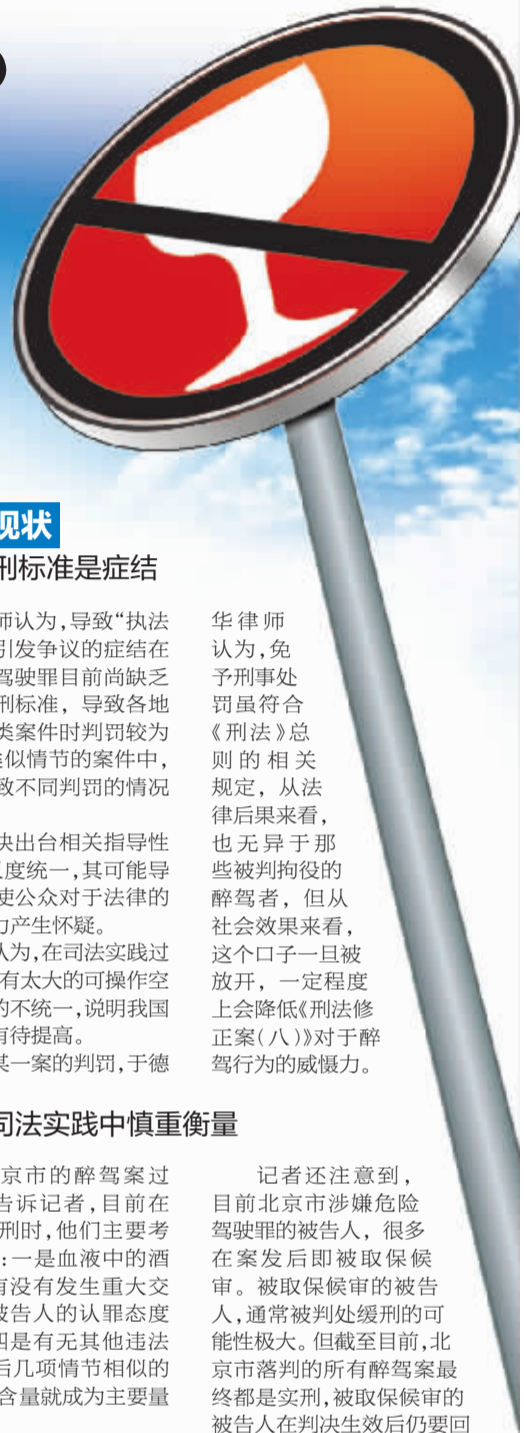 现状
刑标准是症结
师认为,导致“执法
引发争议的症结在
驾驶罪目前尚缺乏
刑标准，导致各地
类案件时判罚较为
类似情节的案件中,
致不同判罚的情况
快出台相关指导性
度统一,其可能导
使公众对于法律的
力产生怀疑。
认为,在司法实践过
有太大的可操作空
的不统一,说明我国
有待提高。
某一案的判罚,于德
华律师
认为,免
予刑事处
罚虽符合
《刑法》总
则的相关
规定，从法
律后果来看,
也无异于那
些被判拘役的
醉驾者，但从
社会效果来看,
这个口子一旦被
放开，一定程度
上会降低《刑法修
正案(八)》对于醉
驾行为的威慑力。
司法实践中慎重衡量
京市的醉驾案过
告诉记者,目前在
刑时,他们主要考
:一是血液中的酒
有没有发生重大交
被告人的认罪态度
四是有无其他违法
后几项情节相似的
含量就成为主要量
记者还注意到，
目前北京市涉嫌危险
驾驶罪的被告人，很多
在案发后即被取保候
审。被取保候审的被告
人,通常被判处缓刑的可
能性极大。但截至目前,北
京市落判的所有醉驾案最
终都是实刑,被取保候审的
被告人在判决生效后仍要回